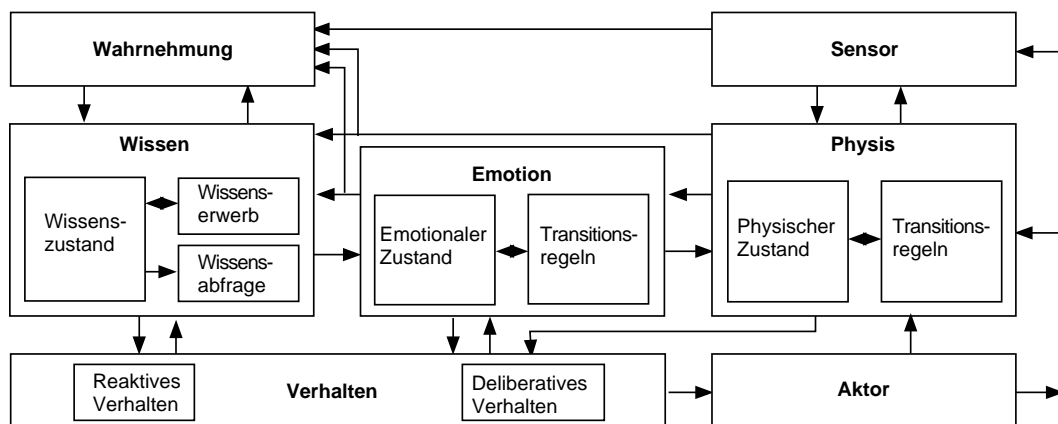 Wahrnehmung
Sensor
Wissen
Wissens-
zustand
Wissens-
erwerb
Wissens-
abfrage
Emotion
Emotionaler
Zustand
Transitions-
regeln
Physis
Physischer
Zustand
Transitions-
regeln
Reaktives
Verhalten
Verhalten
Deliberatives
Verhalten
Aktor